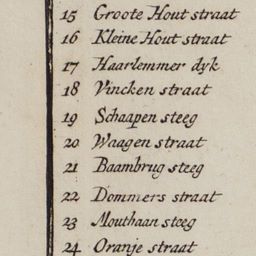 15 Groote Hout straat
16 Kleine Hout straat
17 Haarlemmer dyk
18 Vincken straat
19 Schaapen steeg
20 Waagen straat
21 Baambrug steeg
22 Dommers straat
23 Mouthaan steeg
24 Oranje straat